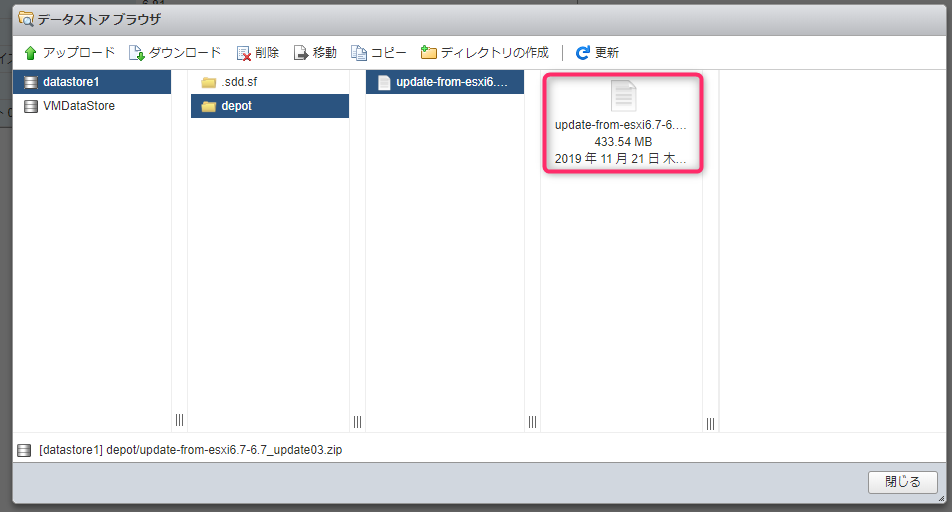 データストア ブラウザ
アップロード ダウンロード 削除 移動 コピー ディレクトリの作成 更新
datastore1 .sdd.sf update-from-esxi6.… update-from-esxi6.7-6.…
VMDataStore depot 433.54 MB
2019 年 11 月 21 日 木…
[datastore1] depot/update-from-esxi6.7-6.7_update03.zip
閉じる